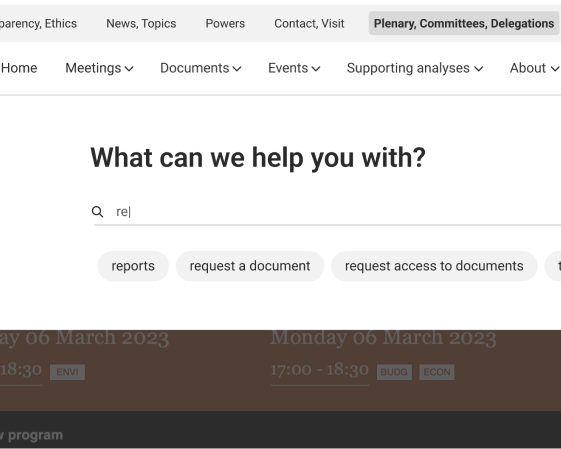 parency, Ethics News, Topics Powers Contact, Visit Plenary, Committees, Delegations
Home Meetings Documents Events Supporting analyses About
What can we help you with?
re
reports request a document request access to documents t
ay 06 March 2023 Monday 06 March 2023
18:30 ENVI 17:00 - 18:30 BUDG ECON
w program